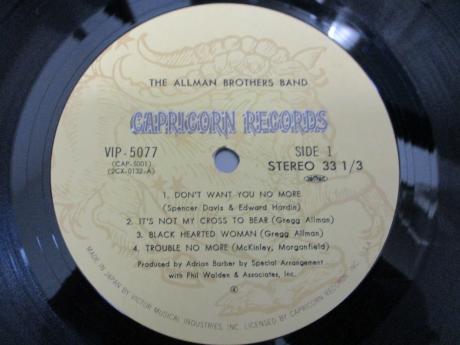 THE ALLMAN BROTHERS BAND
CAPRICORN RECORDS
VIP-5077
(CAP-5001)
(2CX-0132-A)
SIDE 1
STEREO 33 1/3
1. DON'T WANT YOU NO MORE
(Spencer Davis & Edward Hardin)
2. IT'S NOT MY CROSS TO BEAR (Gregg Allman)
3. BLACK HEARTED WOMAN (Gregg Allman)
4. TROUBLE NO MORE (McKinley, Morganfield)
Produced by Adrian Barber by Special Arrangement
with Phil Walden & Associates, Inc.
MADE IN JAPAN BY VICTOR MUSICAL INDUSTRIES, INC. LICENSED BY CAPRICORN RECORDS, INC., U.S.A.